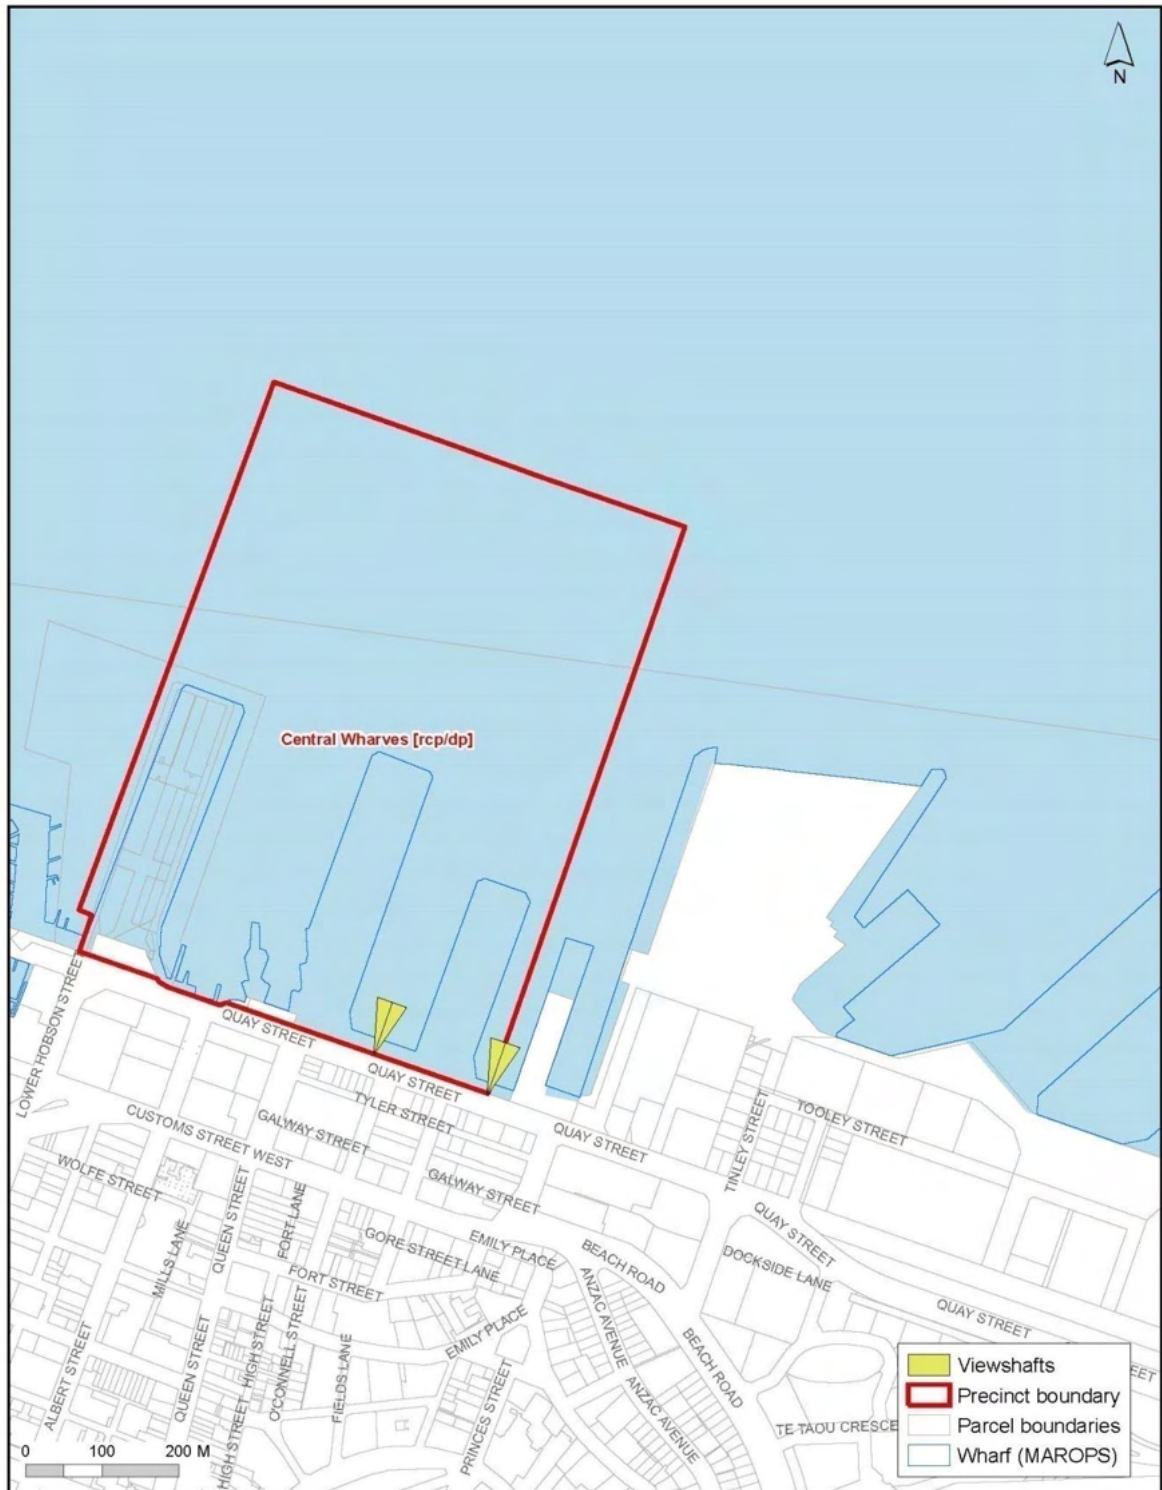 N
Central Wharves [rcp/dp]
LOWER HOBSON STREET
QUAY STREET
QUAY STREET
TYLER STREET
CUSTOMS STREET WEST
GALWAY STREET
QUAY STREET
TINLEY STREET
TOOLEY STREET
WOLFE STREET
GALWAY STREET
QUEEN STREET
FORT LANE
MILLS LANE
GORE STREET LANE
EMILY PLACE
BEACH ROAD
QUAY STREET
DOCKSIDE LANE
FORT STREET
ANZAC AVENUE
QUAY STREET
EMILY PLACE
BEACH ROAD
ALBERT STREET
QUEEN STREET
HIGH STREET
O'CONNELL STREET
FIELDS LANE
PRINCES STREET
ANZAC AVENUE
HIGH STREET
TE TAOU CRESCE
EET
Viewshafts
Precinct boundary
Parcel boundaries
Wharf (MAROPS)
0 100 200 M